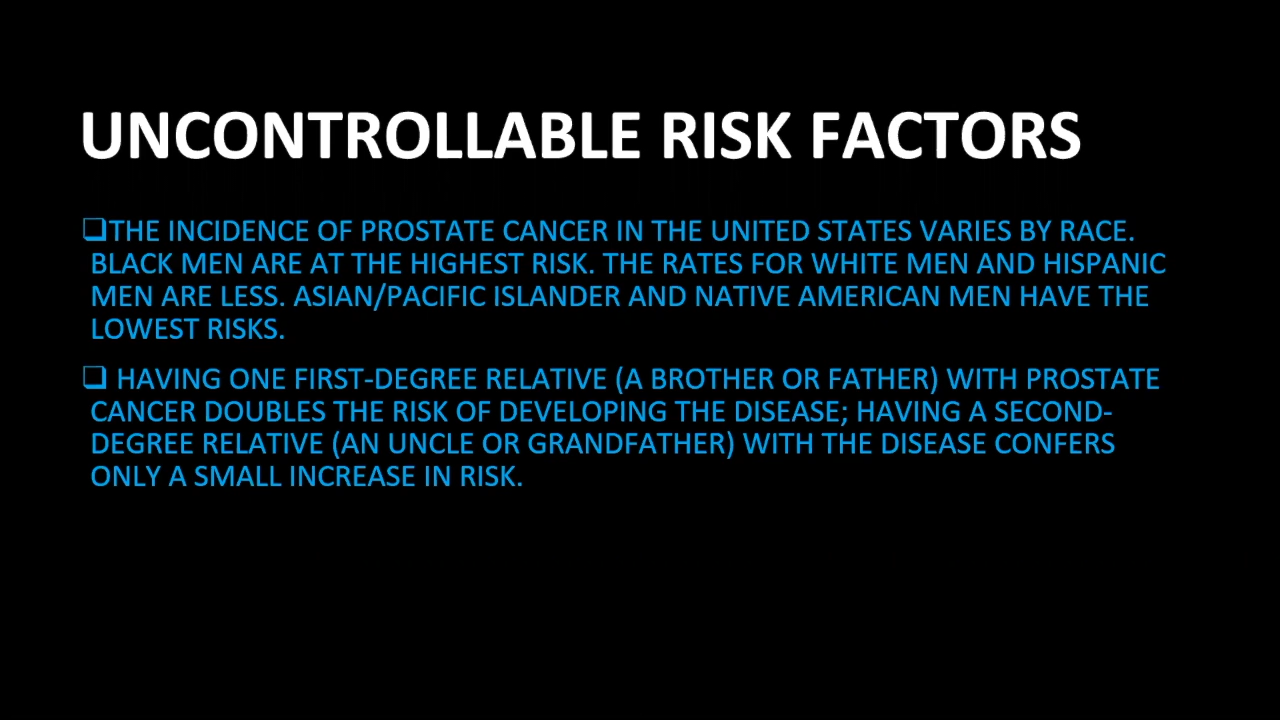 UNCONTROLLABLE RISK FACTORS
❑THE INCIDENCE OF PROSTATE CANCER IN THE UNITED STATES VARIES BY RACE.
BLACK MEN ARE AT THE HIGHEST RISK. THE RATES FOR WHITE MEN AND HISPANIC
MEN ARE LESS. ASIAN/PACIFIC ISLANDER AND NATIVE AMERICAN MEN HAVE THE
LOWEST RISKS.
❑ HAVING ONE FIRST-DEGREE RELATIVE (A BROTHER OR FATHER) WITH PROSTATE
CANCER DOUBLES THE RISK OF DEVELOPING THE DISEASE; HAVING A SECOND-
DEGREE RELATIVE (AN UNCLE OR GRANDFATHER) WITH THE DISEASE CONFERS
ONLY A SMALL INCREASE IN RISK.